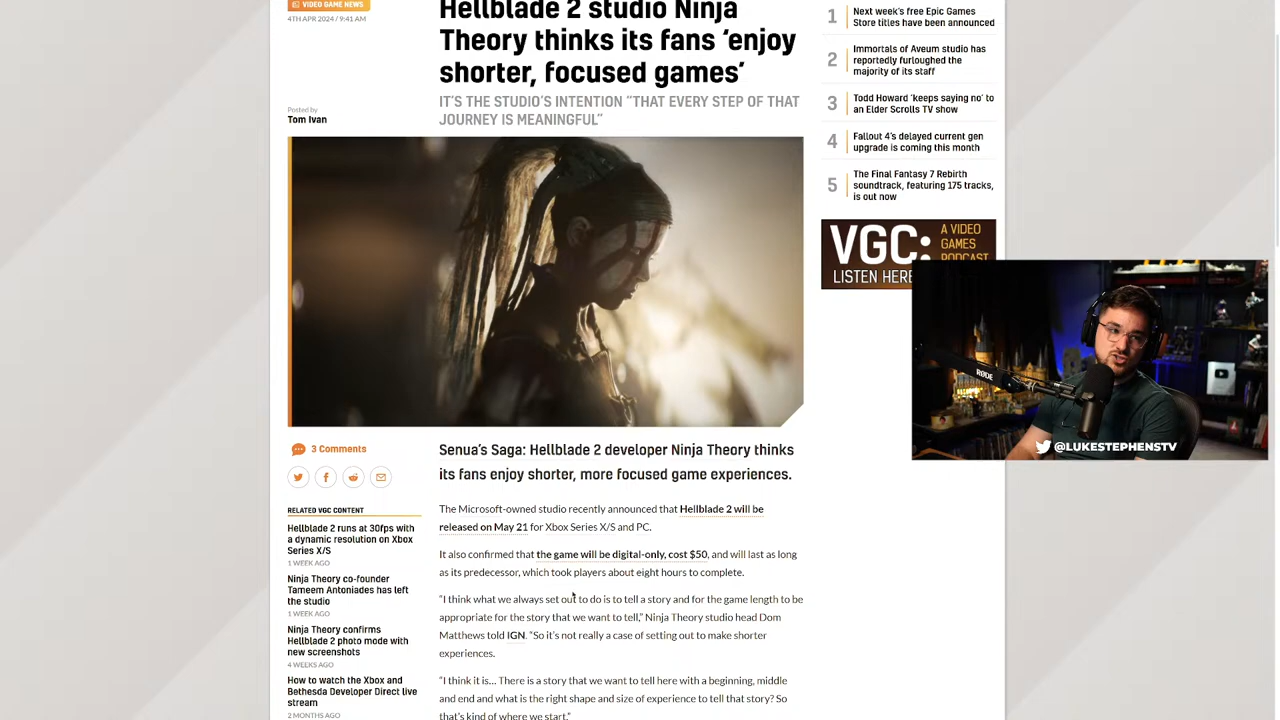 VIDEO GAME NEWS
4TH APR 2024 / 9:41 AM
Posted by
Tom Ivan
Hellblade 2 studio Ninja
Theory thinks its fans ‘enjoy
shorter, focused games’
IT’S THE STUDIO’S INTENTION “THAT EVERY STEP OF THAT
JOURNEY IS MEANINGFUL”
3 Comments
RELATED VGC CONTENT
Hellblade 2 runs at 30fps with
a dynamic resolution on Xbox
Series X/S
1 WEEK AGO
Ninja Theory co-founder
Tameem Antoniades has left
the studio
1 WEEK AGO
Ninja Theory confirms
Hellblade 2 photo mode with
new screenshots
4 WEEKS AGO
How to watch the Xbox and
Bethesda Developer Direct live
stream
2 MONTHS AGO
Senua’s Saga: Hellblade 2 developer Ninja Theory thinks
its fans enjoy shorter, more focused game experiences.
The Microsoft-owned studio recently announced that Hellblade 2 will be
released on May 21 for Xbox Series X/S and PC.
It also confirmed that the game will be digital-only, cost $50, and will last as long
as its predecessor, which took players about eight hours to complete.
“I think what we always set out to do is to tell a story and for the game length to be
appropriate for the story that we want to tell,” Ninja Theory studio head Dom
Matthews told IGN. “So it’s not really a case of setting out to make shorter
experiences.
“I think it is… There is a story that we want to tell here with a beginning, middle
and end and what is the right shape and size of experience to tell that story? So
that’s kind of where we start.”
1 Next week’s free Epic Games
Store titles have been announced
2 Immortals of Aveum studio has
reportedly furloughed the
majority of its staff
3 Todd Howard ‘keeps saying no’ to
an Elder Scrolls TV show
4 Fallout 4’s delayed current gen
upgrade is coming this month
5 The Final Fantasy 7 Rebirth
soundtrack, featuring 175 tracks,
is out now
VGC:
A VIDEO
GAMES
PODCAST
LISTEN HERE
RØDE
@LUKESTEPHENSTV